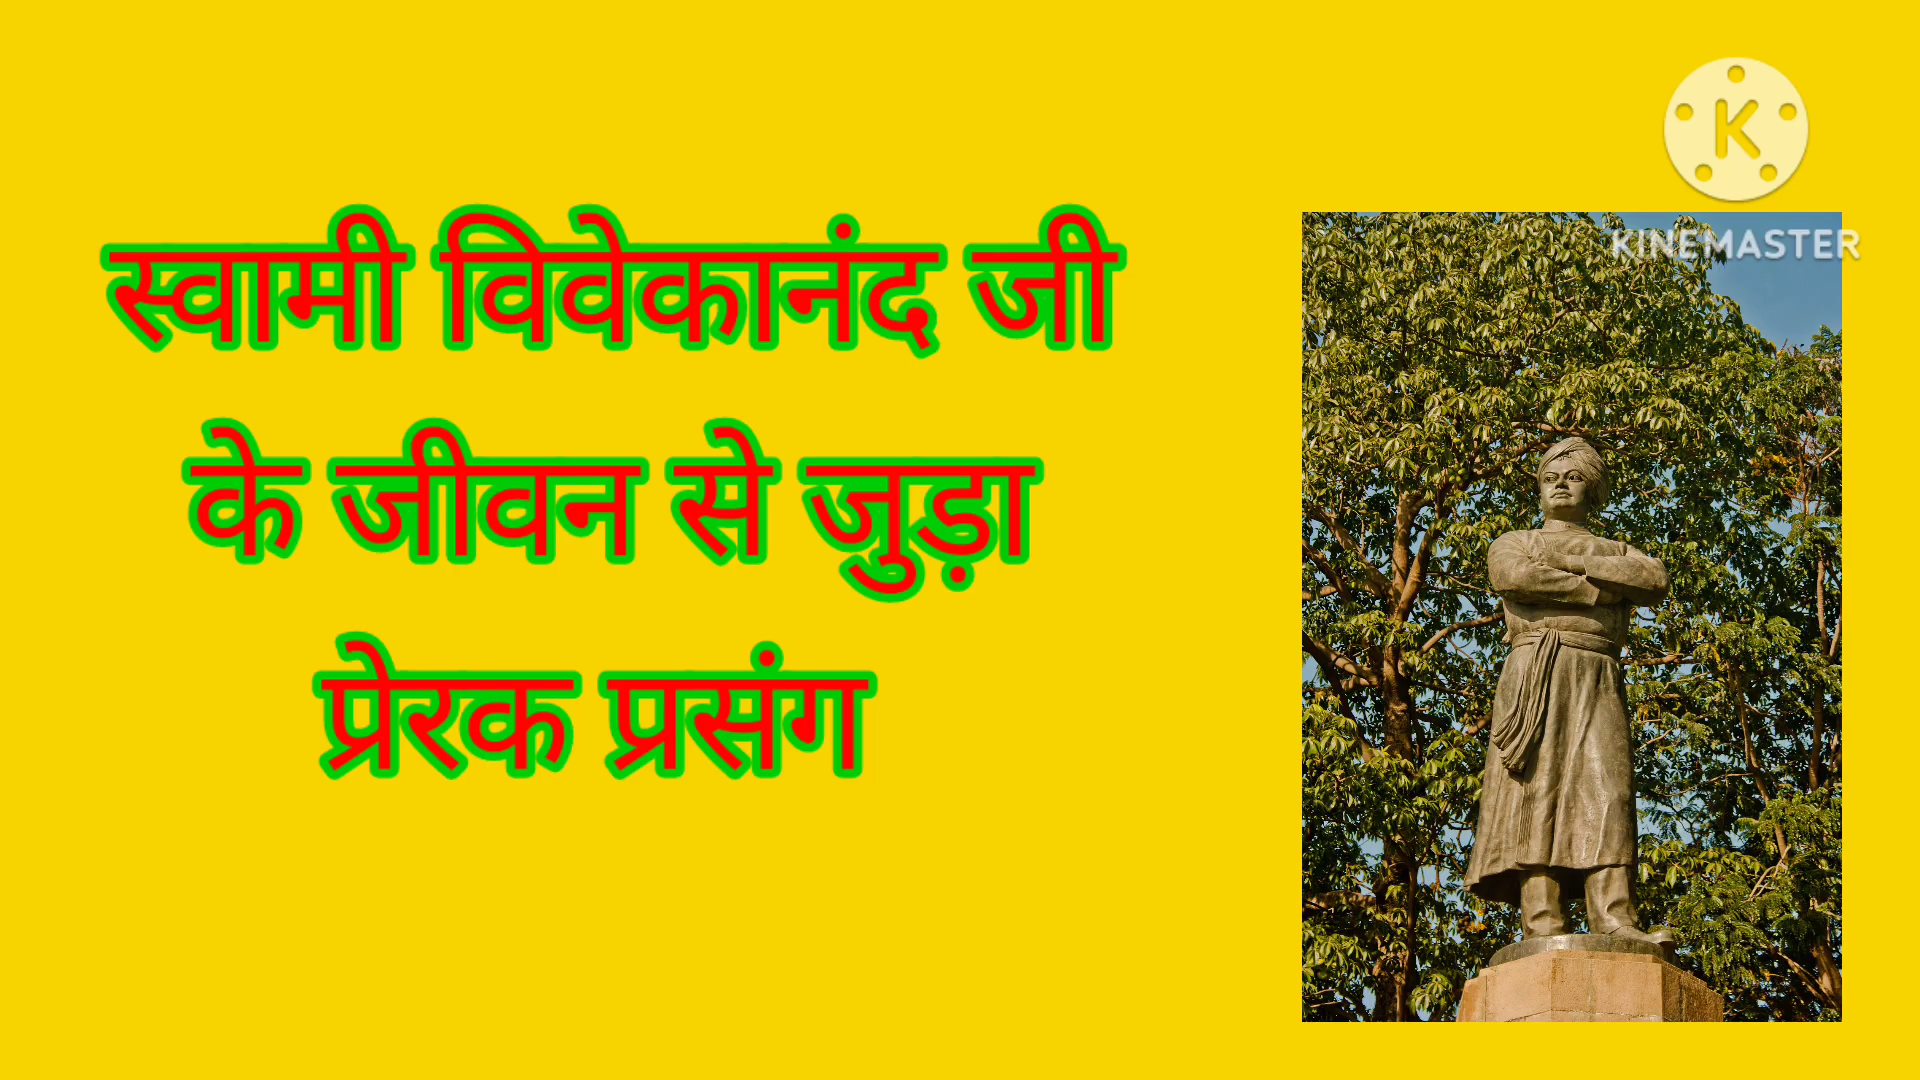 K
KINEMASTER
स्वामी विवेकानंद जी
के जीवन से जुड़ा
प्रेरक प्रसंग